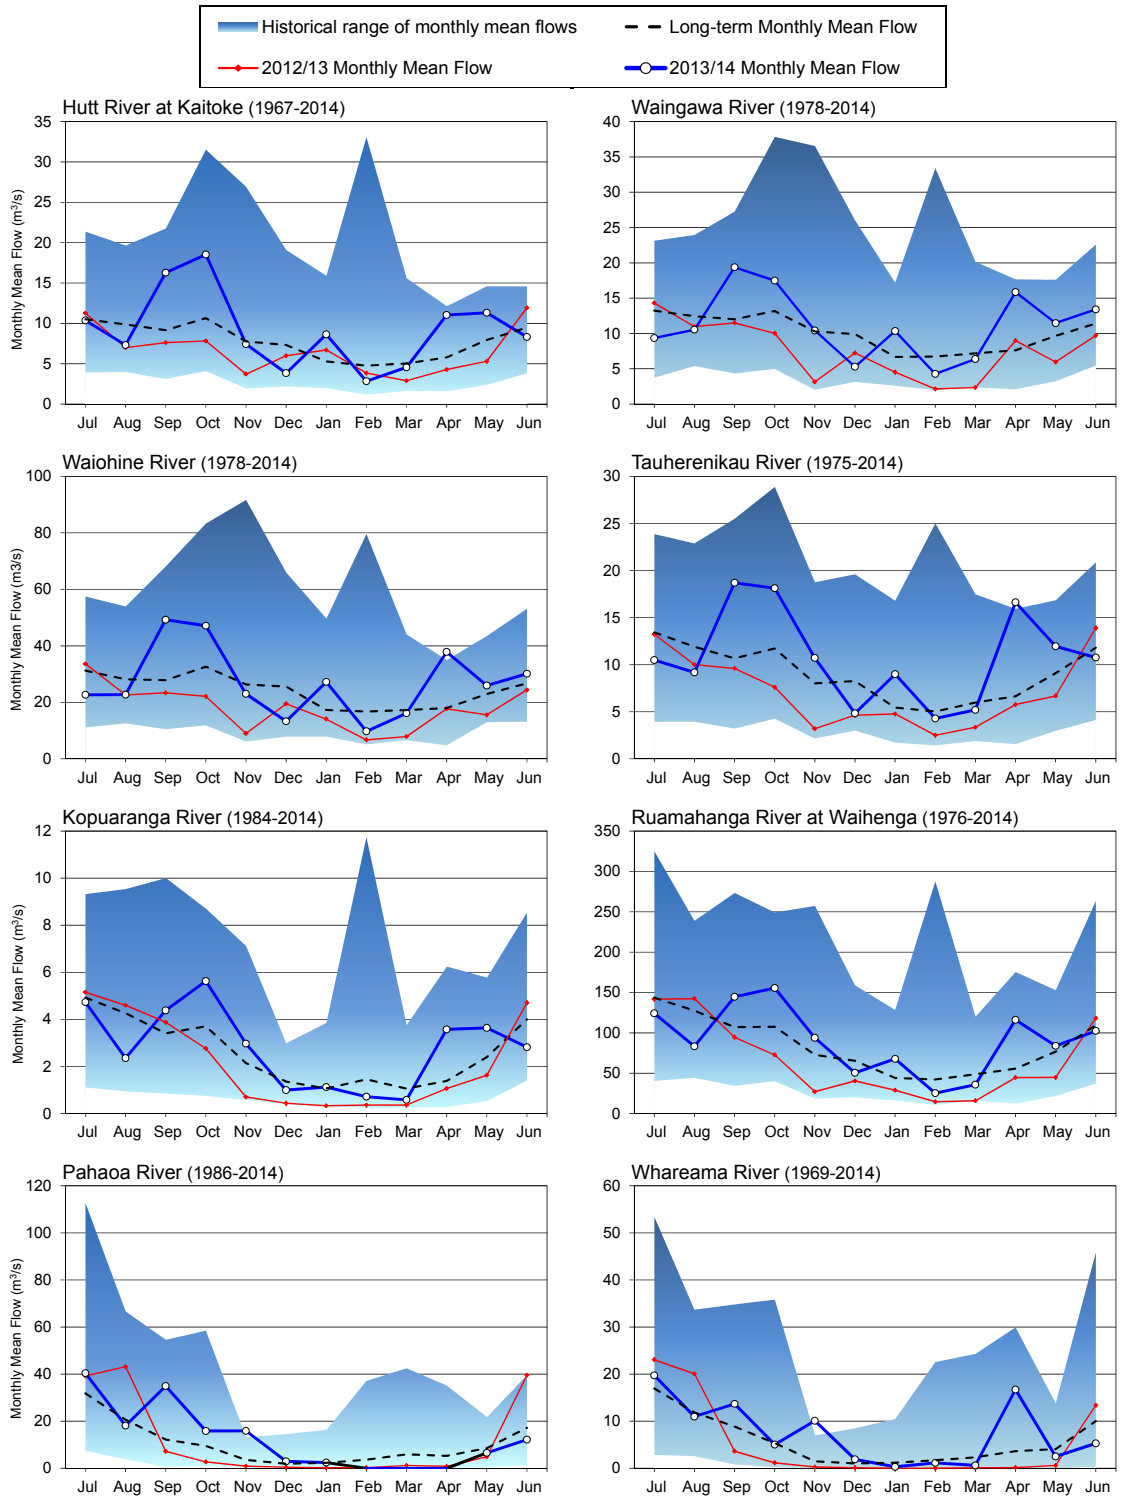 Historical range of monthly mean flows Long-term Monthly Mean Flow
2012/13 Monthly Mean Flow 2013/14 Monthly Mean Flow
Hutt River at Kaitoke (1967-2014)
Monthly Mean Flow (m³/s)
35
30
25
20
15
10
5
0
Jul Aug Sep Oct Nov Dec Jan Feb Mar Apr May Jun
Waingawa River (1978-2014)
40
35
30
25
20
15
10
5
0
Jul Aug Sep Oct Nov Dec Jan Feb Mar Apr May Jun
Waiohine River (1978-2014)
Monthly Mean Flow (m3/s)
100
80
60
40
20
0
Jul Aug Sep Oct Nov Dec Jan Feb Mar Apr May Jun
Tauherenikau River (1975-2014)
30
25
20
15
10
5
0
Jul Aug Sep Oct Nov Dec Jan Feb Mar Apr May Jun
Kopuaranga River (1984-2014)
Monthly Mean Flow (m³/s)
12
10
8
6
4
2
0
Jul Aug Sep Oct Nov Dec Jan Feb Mar Apr May Jun
Ruamahanga River at Waihenga (1976-2014)
350
300
250
200
150
100
50
0
Jul Aug Sep Oct Nov Dec Jan Feb Mar Apr May Jun
Pahaoa River (1986-2014)
Monthly Mean Flow (m³/s)
120
100
80
60
40
20
0
Jul Aug Sep Oct Nov Dec Jan Feb Mar Apr May Jun
Whareama River (1969-2014)
60
50
40
30
20
10
0
Jul Aug Sep Oct Nov Dec Jan Feb Mar Apr May Jun